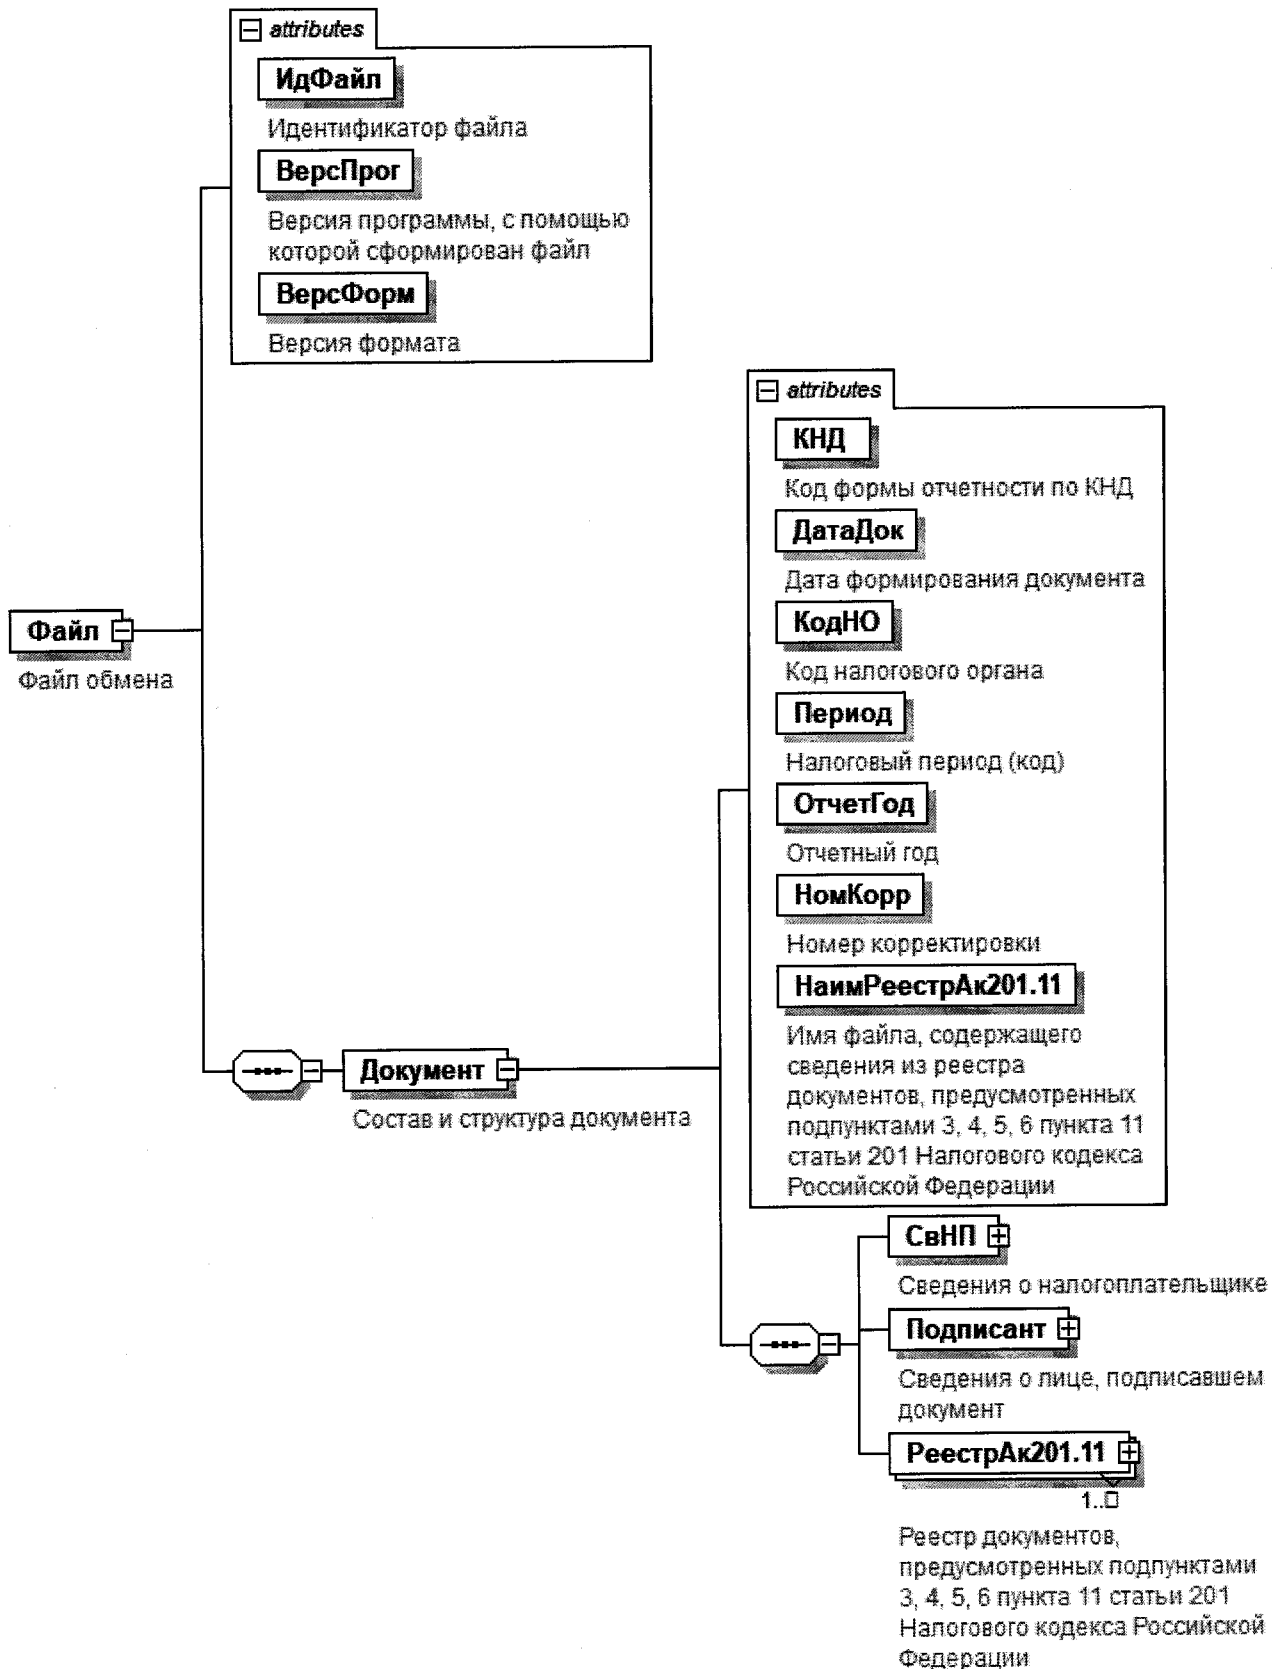 attributes
ИдФайл
Идентификатор файла
ВерсПрог
Версия программы, с помощью
которой сформирован файл
ВерсФорм
Версия формата
Файл
Файл обмена
attributes
КНД
Код формы отчетности по КНД
ДатаДок
Дата формирования документа
КодНО
Код налогового органа
Период
Налоговый период (код)
ОтчетГод
Отчетный год
НомКорр
Номер корректировки
НаимРеестрАк201.11
Имя файла, содержащего
сведения из реестра
документов, предусмотренных
подпунктами 3, 4, 5, 6 пункта 11
статьи 201 Налогового кодекса
Российской Федерации
Документ
Состав и структура документа
СвНП
Сведения о налогоплательщике
Подписант
Сведения о лице, подписавшем
документ
РеестрАк201.11
1..□
Реестр документов,
предусмотренных подпунктами
3, 4, 5, 6 пункта 11 статьи 201
Налогового кодекса Российской
Федерации